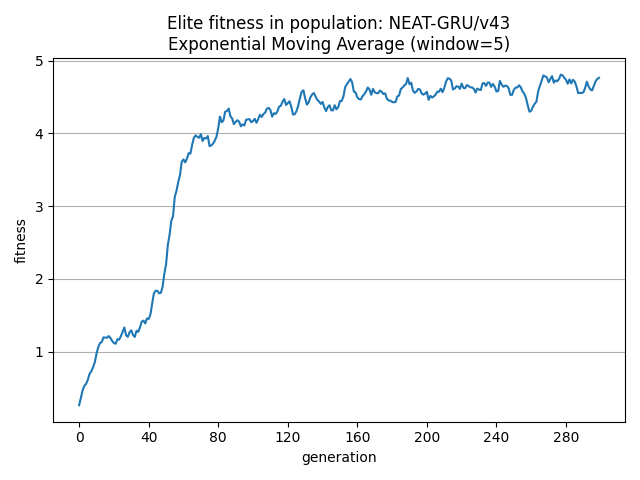 Elite fitness in population: NEAT-GRU/v43
Exponential Moving Average (window=5)
5
4
3
2
1
fitness
0 40 80 120 160 200 240 280
generation